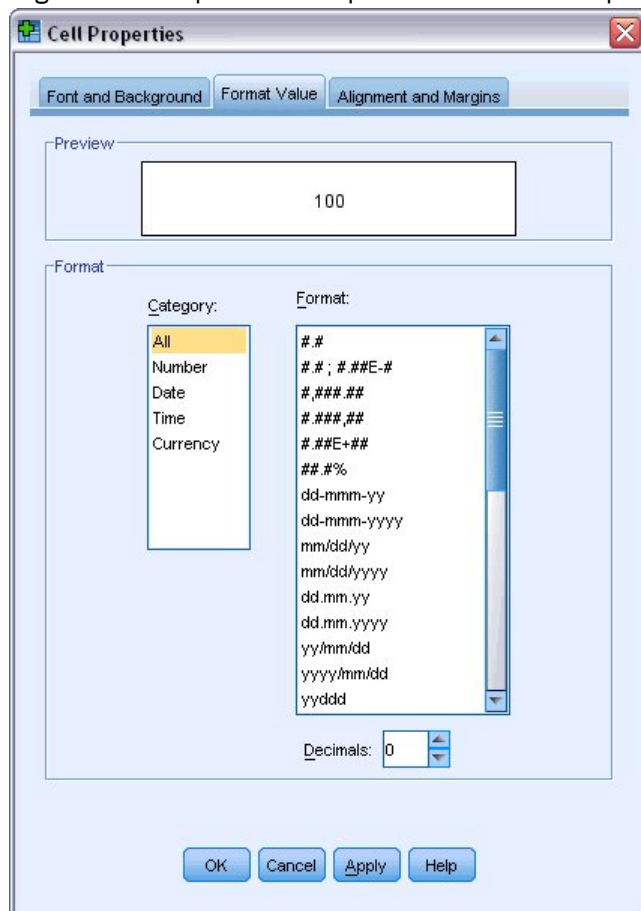 Cell Properties
Font and Background
Format Value
Alignment and Margins
Preview
100
Format
Category:
All
Number
Date
Time
Currency
Format:
#.#
#.# ; #.##E-#
#,###.##
#.###,##
#.##E+##
##.#%
dd-mmm-yy
dd-mmm-yyyy
mm/dd/yy
mm/dd/yyyy
dd.mm.yy
dd.mm.yyyy
yy/mm/dd
yyyy/mm/dd
yyddd
Decimals: 0
OK
Cancel
Apply
Help